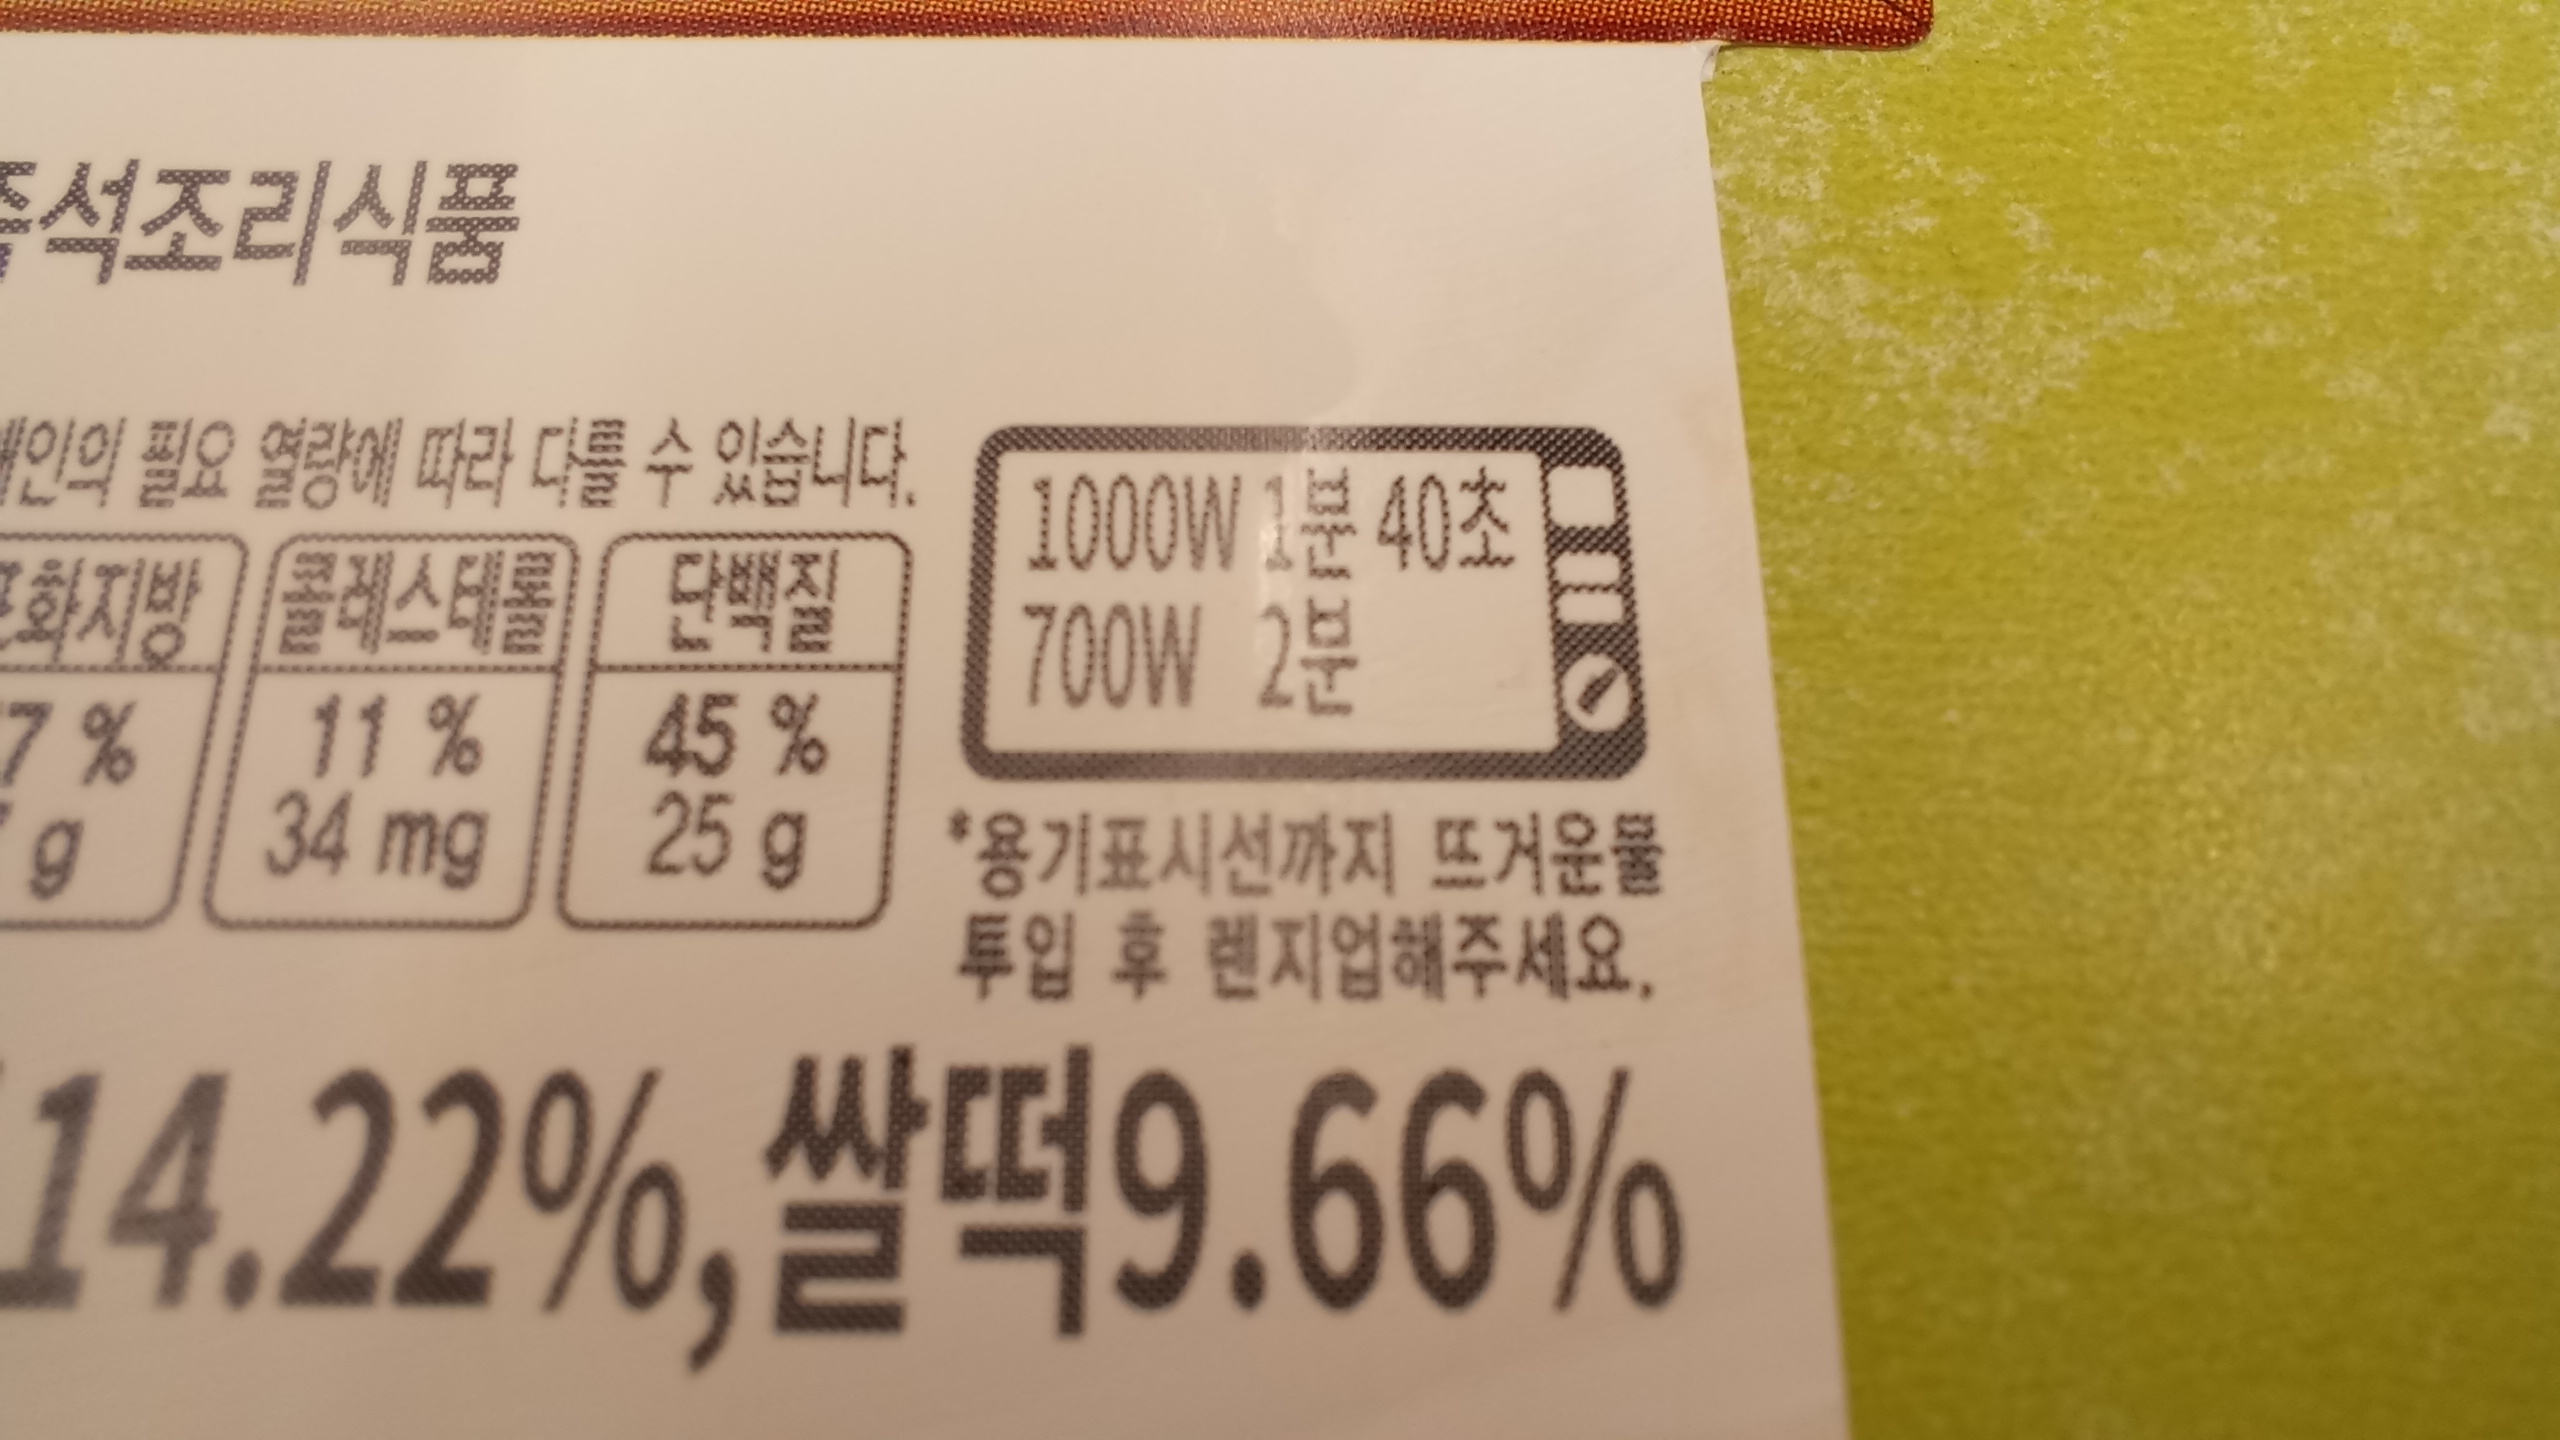 즉석조리식품
인의 필요 열량에 따라 다를 수 있습니다.
화지방 콜레스테롤 단백질
7 % 11 % 45 %
g 34 mg 25 g
1000W 1분 40초
700W 2분
*용기표시선까지 뜨거운물
투입 후 렌지업해주세요.
14.22%,쌀떡9.66%